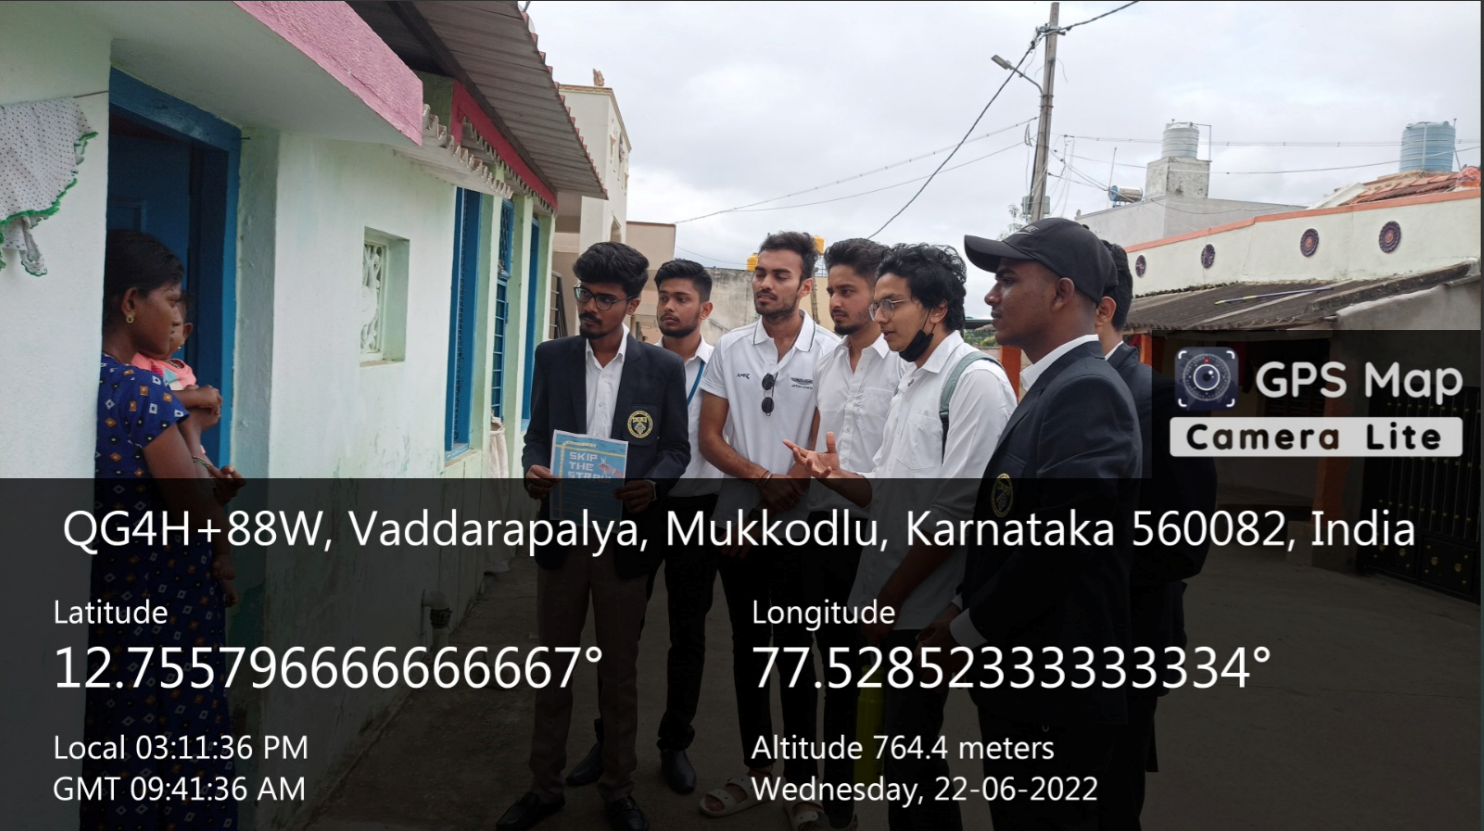 SKIP
THE
GPS Map
Camera Lite
QG4H+88W, Vaddarapalya, Mukkodlu, Karnataka 560082, India
Latitude
12.755796666666667°
Longitude
77.52852333333334°
Local 03:11:36 PM
GMT 09:41:36 AM
Altitude 764.4 meters
Wednesday, 22-06-2022